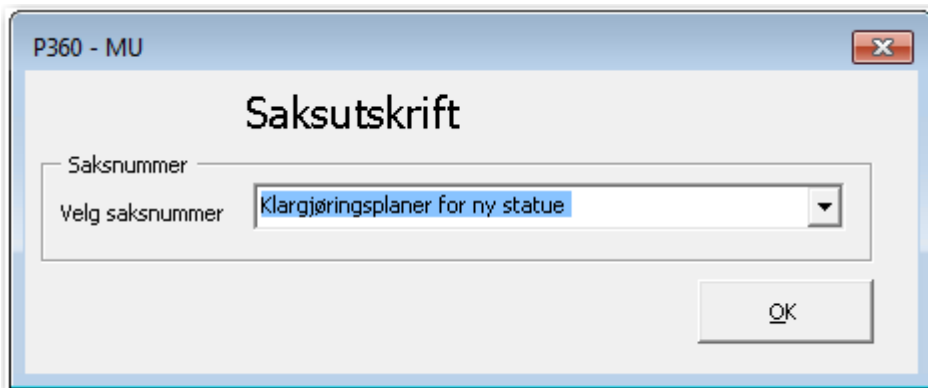 P360 - MU
Saksutskrift
Saksnummer
Velg saksnummer Klargjøringsplaner for ny statue
OK